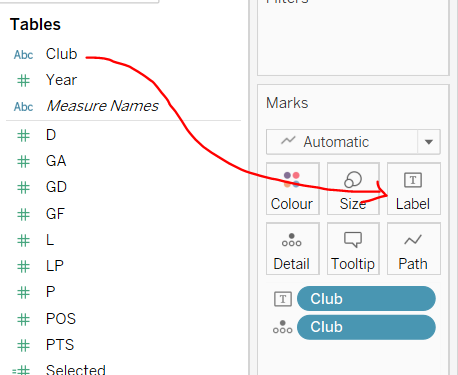 Filters
Tables
Abc Club
# Year
Abc Measure Names
# D
# GA
# GD
# GF
# L
# LP
# P
# POS
# PTS
=# Selected
Marks
Automatic
Colour Size T Label
Detail Tooltip Path
T Club
Club